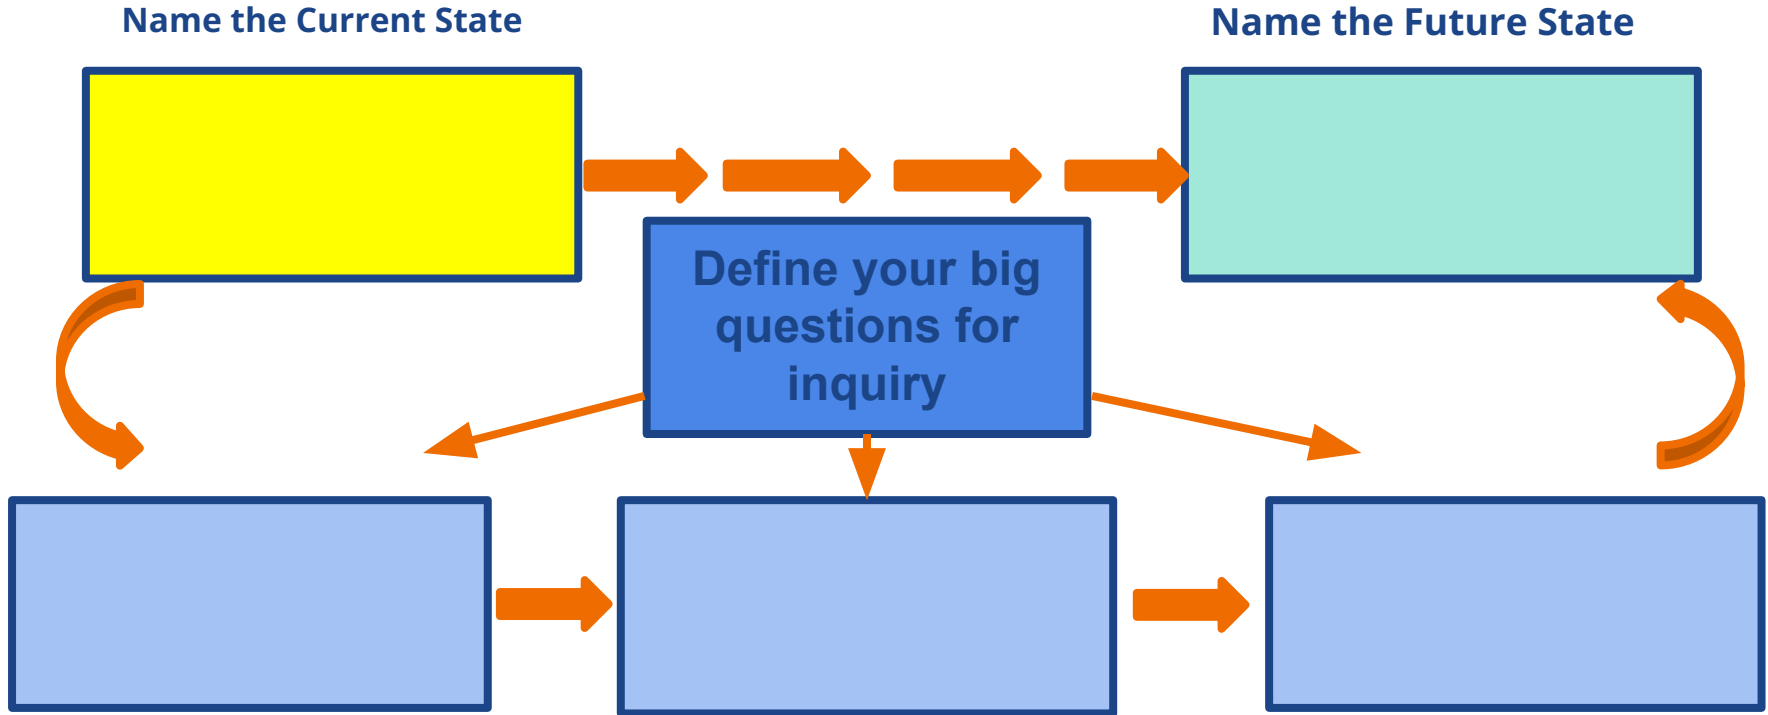 Name the Current State
Name the Future State
Define your big
questions for
inquiry